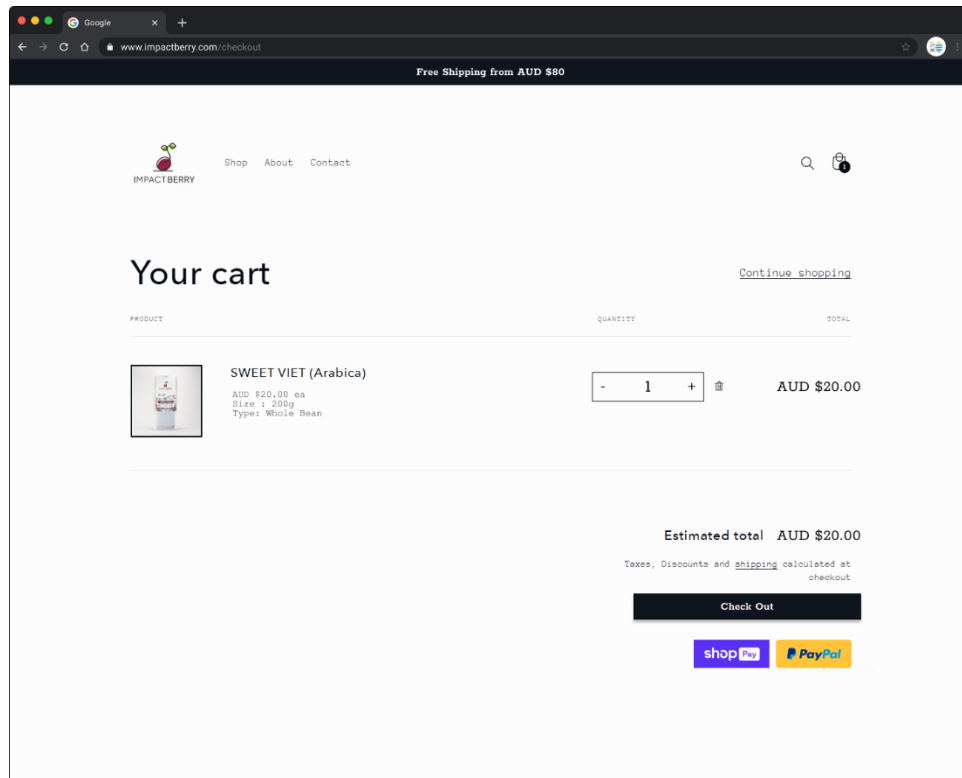 Google
www.impactberry.com/checkout
Free Shipping from AUD $80
IMPACTBERRY
Shop About Contact
1
Your cart
Continue shopping
PRODUCT QUANTITY TOTAL
SWEET VIET (Arabica)
AUD $20.00 ea
Size : 200g
Type: Whole Bean
- 1 +
AUD $20.00
Estimated total AUD $20.00
Taxes, Discounts and shipping calculated at
checkout
Check Out
shop Pay
PayPal